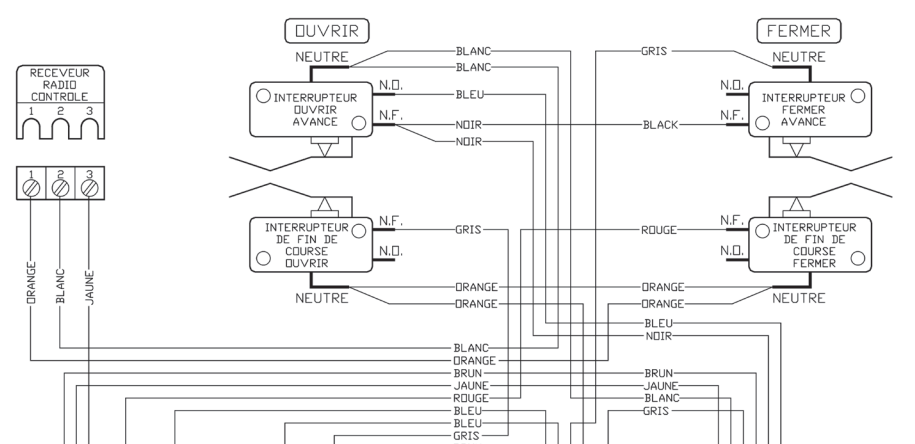 OUVRIR
FERMER
RECEVEUR
RADIO
CONTROLE
1 2 3
1 2 3
ORANGE
BLANC
JAUNE
NEUTRE
INTERRUPTEUR
OUVRIR
AVANCE
N.O.
N.F.
BLANC
BLANC
BLEU
NOIR
NOIR
GRIS
BLACK
NEUTRE
N.O.
N.F.
INTERRUPTEUR
FERMER
AVANCE
INTERRUPTEUR
DE FIN DE
COURSE
OUVRIR
N.F.
N.O.
NEUTRE
GRIS
ORANGE
ORANGE
ROUGE
ORANGE
ORANGE
N.F.
N.O.
INTERRUPTEUR
DE FIN DE
COURSE
FERMER
NEUTRE
BLEU
NOIR
BLANC
ORANGE
BRUN
JAUNE
ROUGE
BLEU
BLEU
GRIS
BRUN
JAUNE
BLANC
GRIS